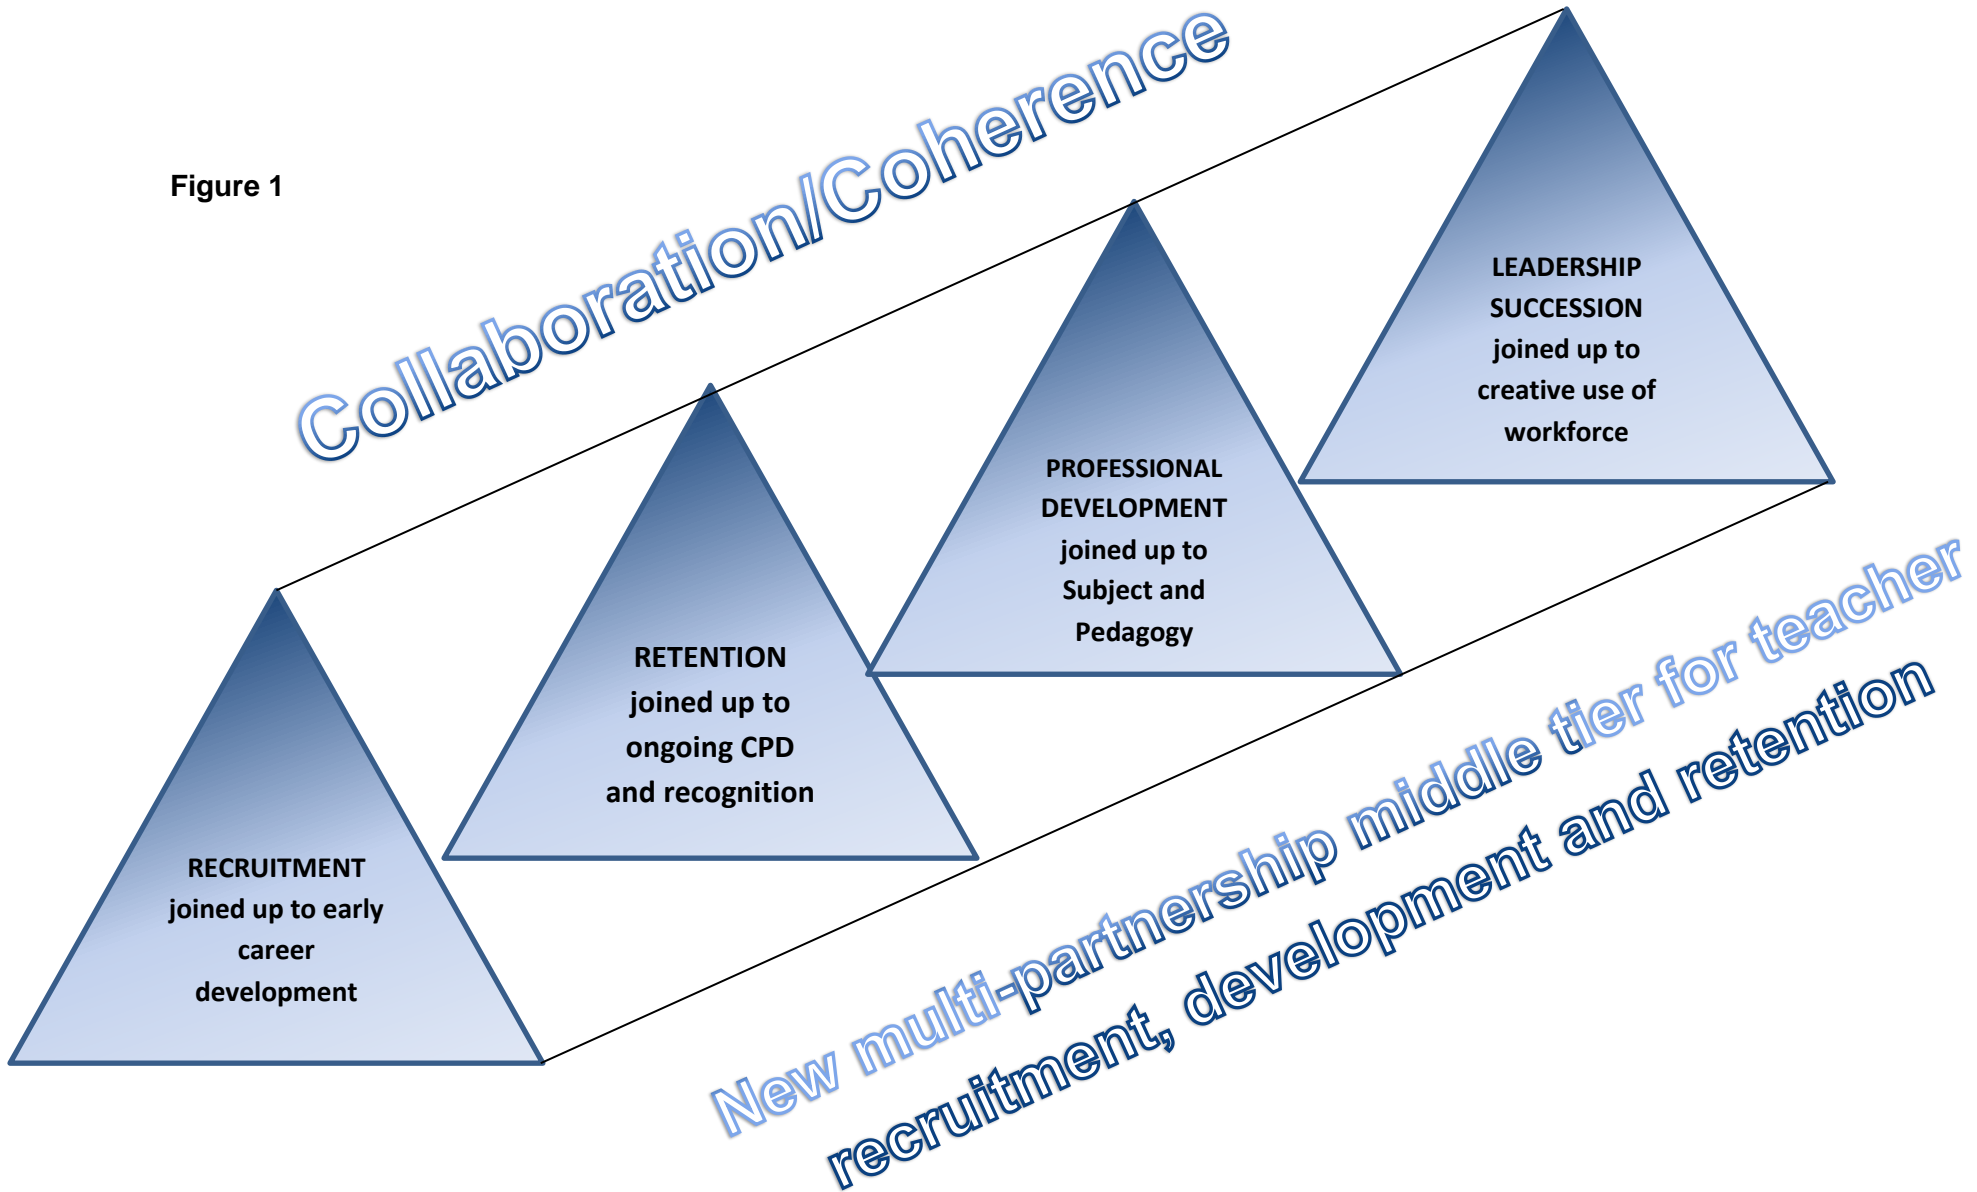 Figure 1
Collaboration/Coherence
LEADERSHIP
SUCCESSION
joined up to
creative use of
workforce
PROFESSIONAL
DEVELOPMENT
joined up to
Subject and
Pedagogy
RETENTION
joined up to
ongoing CPD
and recognition
RECRUITMENT
joined up to early
career
development
New multi-partnership middle tier for teacher
recruitment, development and retention